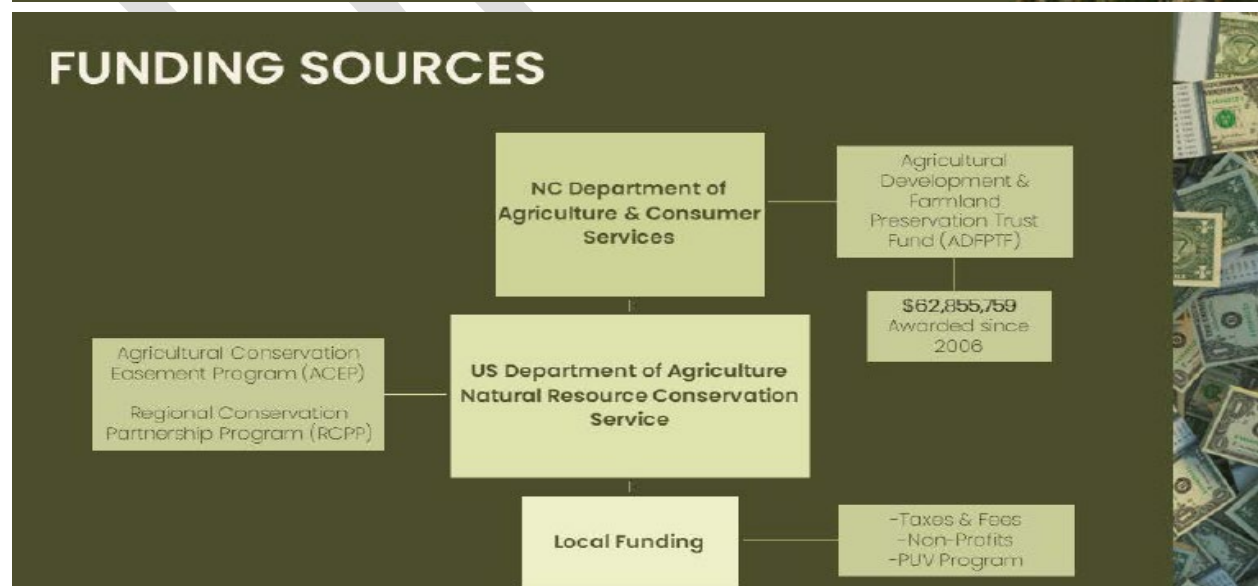 FUNDING SOURCES
NC Department of
Agriculture & Consumer
Services
Agricultural
Development &
Farmland
Preservation Trust
Fund (ADFPTF)
$62,855,759
Awarded since
2006
Agricultural Conservation
Easement Program (ACEP)
Regional Conservation
Partnership Program (RCPP)
US Department of Agriculture
Natural Resource Conservation
Service
Local Funding
-Taxes & Fees
-Non-Profits
-PUV Program